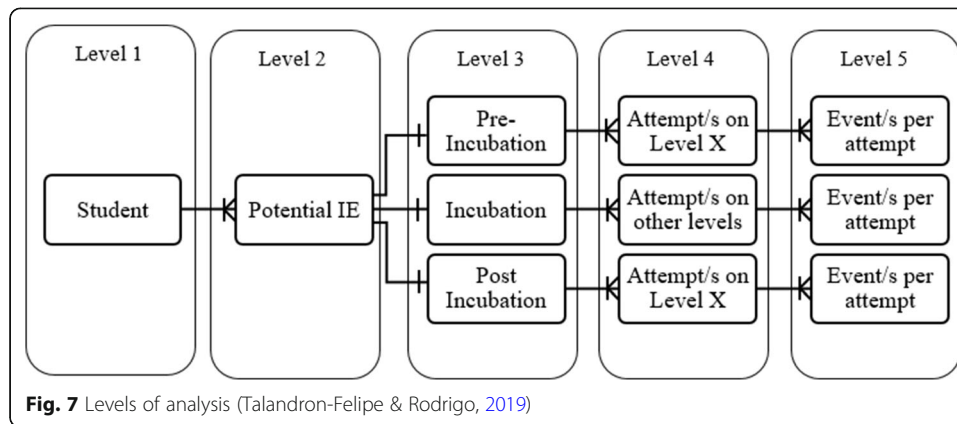 Level 1
Level 2
Level 3
Level 4
Level 5
Student
Potential IE
Pre-
Incubation
Incubation
Post
Incubation
Attempt/s on
Level X
Attempt/s on
other levels
Attempt/s on
Level X
Event/s per
attempt
Event/s per
attempt
Event/s per
attempt
Fig. 7 Levels of analysis (Talandron-Felipe & Rodrigo, 2019)